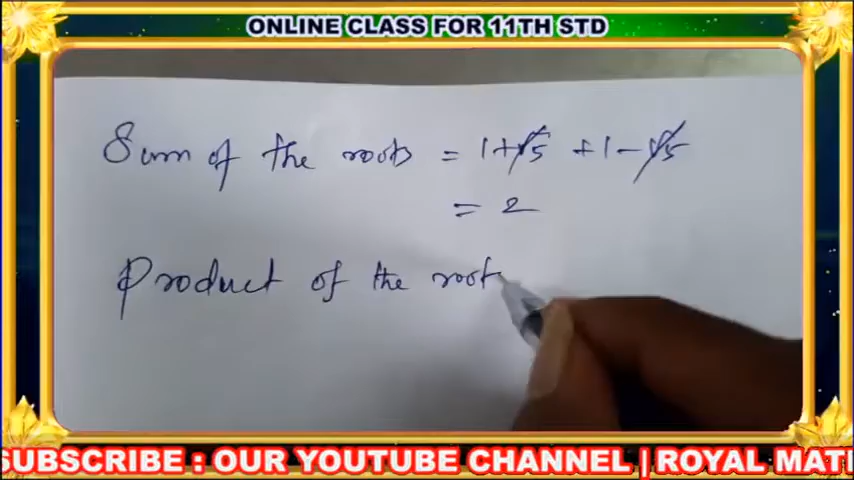 ONLINE CLASS FOR 11TH STD
Sum of the roots = 1+√5 +1-√5
= 2
Product of the root
SUBSCRIBE : OUR YOUTUBE CHANNEL | ROYAL MAT